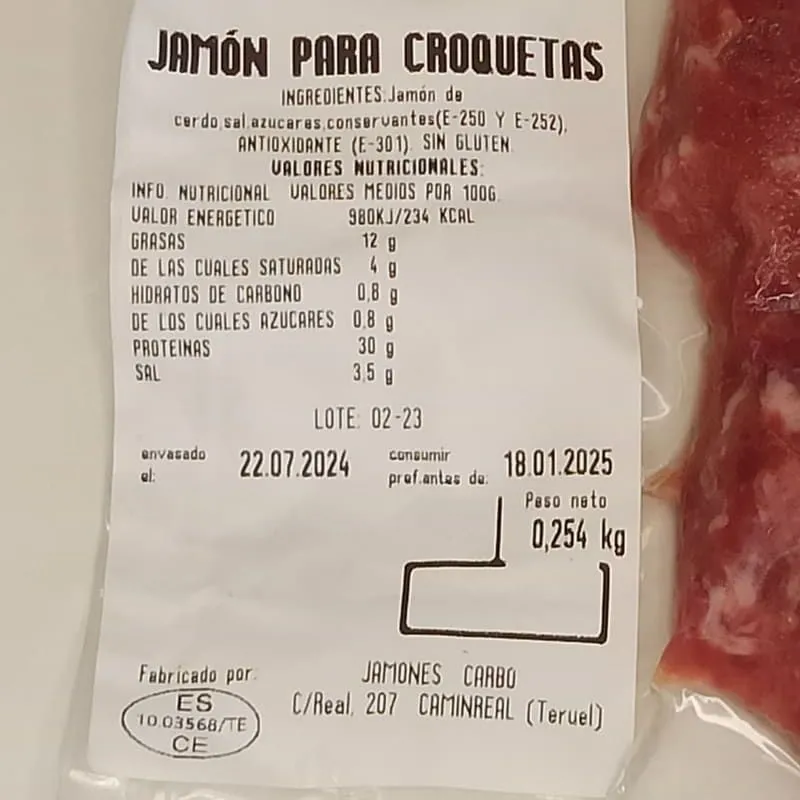 JAMÓN PARA CROQUETAS
INGREDIENTES:Jamón de
cerdo,sal,azucares,conservantes(E-250 Y E-252),
ANTIOXIDANTE (E-301). SIN GLUTEN.
VALORES NUTRICIONALES:
INFO. NUTRICIONAL VALORES MEDIOS POR 100G.
VALOR ENERGETICO 980KJ/234 KCAL
GRASAS 12 g
DE LAS CUALES SATURADAS 4 g
HIDRATOS DE CARBONO 0,8 g
DE LOS CUALES AZUCARES 0,8 g
PROTEINAS 30 g
SAL 3,5 g
LOTE: 02-23
envasado el: 22.07.2024 consumir pref.antes de: 18.01.2025
Peso neto
0,254 kg
Fabricado por: JAMONES CARBÓ
C/Real, 207 CAMINREAL (Teruel)
ES
10.03568/TE
CE